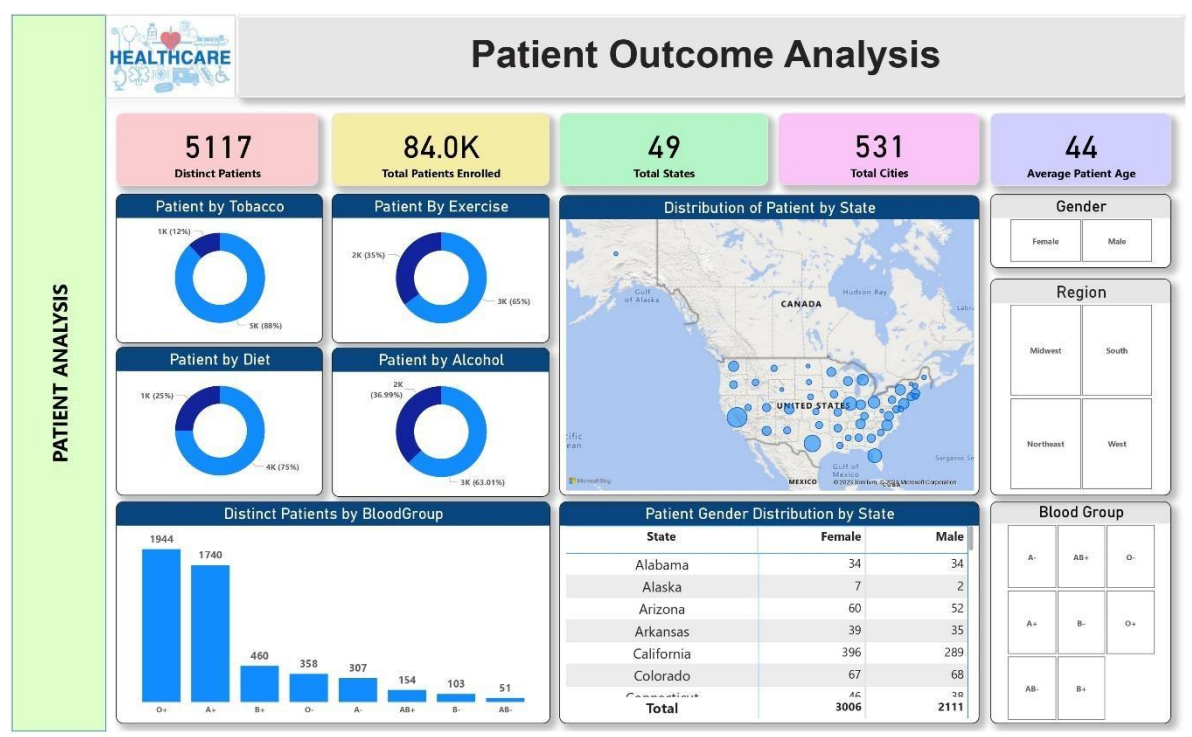 HEALTHCARE
Patient Outcome Analysis
PATIENT ANALYSIS
5117
Distinct Patients
84.0K
Total Patients Enrolled
49
Total States
531
Total Cities
44
Average Patient Age
Patient by Tobacco
1K (12%)
5K (88%)
Patient By Exercise
2K (35%)
3K (65%)
Patient by Diet
1K (25%)
4K (75%)
Patient by Alcohol
2K
(36.99%)
3K (63.01%)
Distribution of Patient by State
Gulf
of Alaska
CANADA
Hudson Bay
UNITED STATES
Gulf of
Mexico
MEXICO
Microsoft Bing
Gender
Female Male
Region
Midwest South
Northeast West
Distinct Patients by BloodGroup
1944
1740
460
358
307
154
103
51
O+ A+ B+ O- A- AB+ B- AB-
Patient Gender Distribution by State
State Female Male
Alabama 34 34
Alaska 7 2
Arizona 60 52
Arkansas 39 35
California 396 289
Colorado 67 68
Connecticut 46 38
Total 3006 2111
Blood Group
A- AB+ O-
A+ B- O+
AB- B+